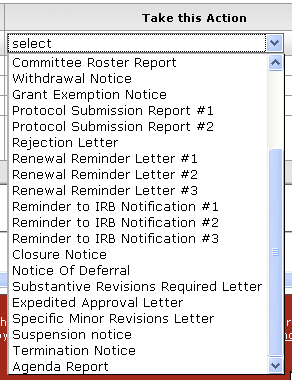 Take this Action
select
Committee Roster Report
Withdrawal Notice
Grant Exemption Notice
Protocol Submission Report #1
Protocol Submission Report #2
Rejection Letter
Renewal Reminder Letter #1
Renewal Reminder Letter #2
Renewal Reminder Letter #3
Reminder to IRB Notification #1
Reminder to IRB Notification #2
Reminder to IRB Notification #3
Closure Notice
Notice Of Deferral
Substantive Revisions Required Letter
Expedited Approval Letter
Specific Minor Revisions Letter
Suspension notice
Termination Notice
Agenda Report